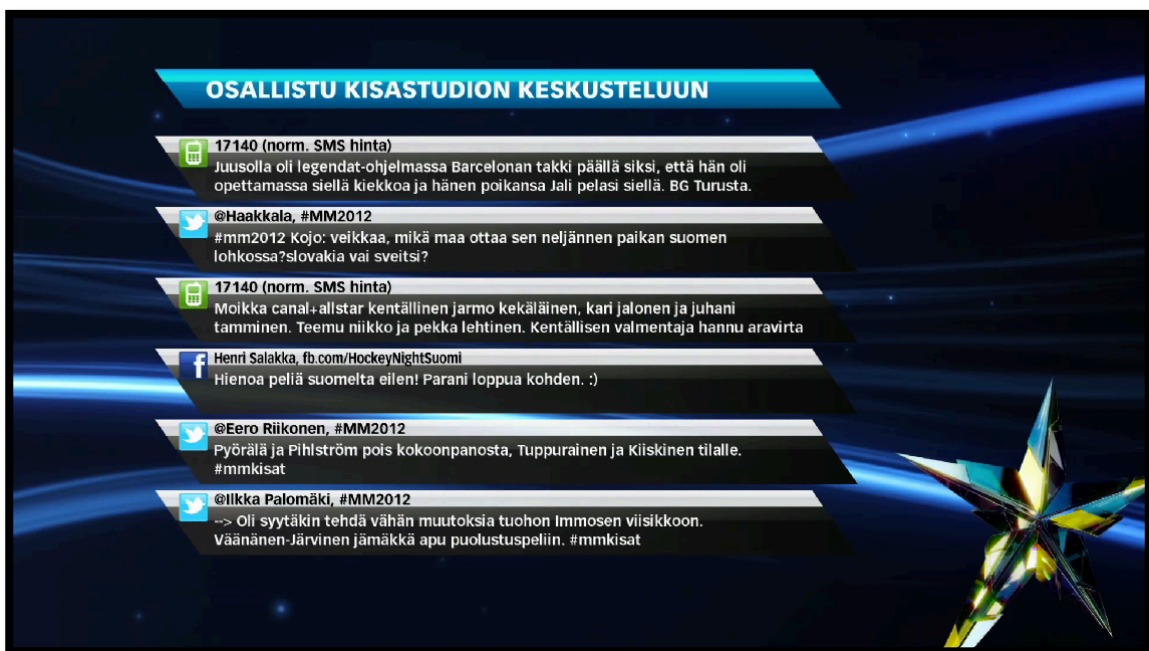 OSALLISTU KISASTUDION KESKUSTELUUN
17140 (norm. SMS hinta)
Juusolla oli legendat-ohjelmassa Barcelonan takki päällä siksi, että hän oli
opettamassa siellä kiekkoa ja hänen poikansa Jali pelasi siellä. BG Turusta.
@Haakkala, #MM2012
#mm2012 Kojo: veikkaa, mikä maa ottaa sen neljännen paikan suomen
lohkossa?slovakia vai sveitsi?
17140 (norm. SMS hinta)
Moikka canal+allstar kentällinen jarmo kekäläinen, kari jalonen ja juhani
tamminen. Teemu niikko ja pekka lehtinen. Kentällisen valmentaja hannu aravirta
Henri Salakka, fb.com/HockeyNightSuomi
Hienoa peliä suomelta eilen! Parani loppua kohden. :)
@Eero Riikonen, #MM2012
Pyörälä ja Pihlström pois kokoonpanosta, Tuppurainen ja Kiiskinen tilalle.
#mmkisat
@Ilkka Palomäki, #MM2012
--> Oli syytäkin tehdä vähän muutoksia tuohon Immosen viisikkoon.
Väänänen-Järvinen jämäkkä apu puolustuspeliin. #mmkisat